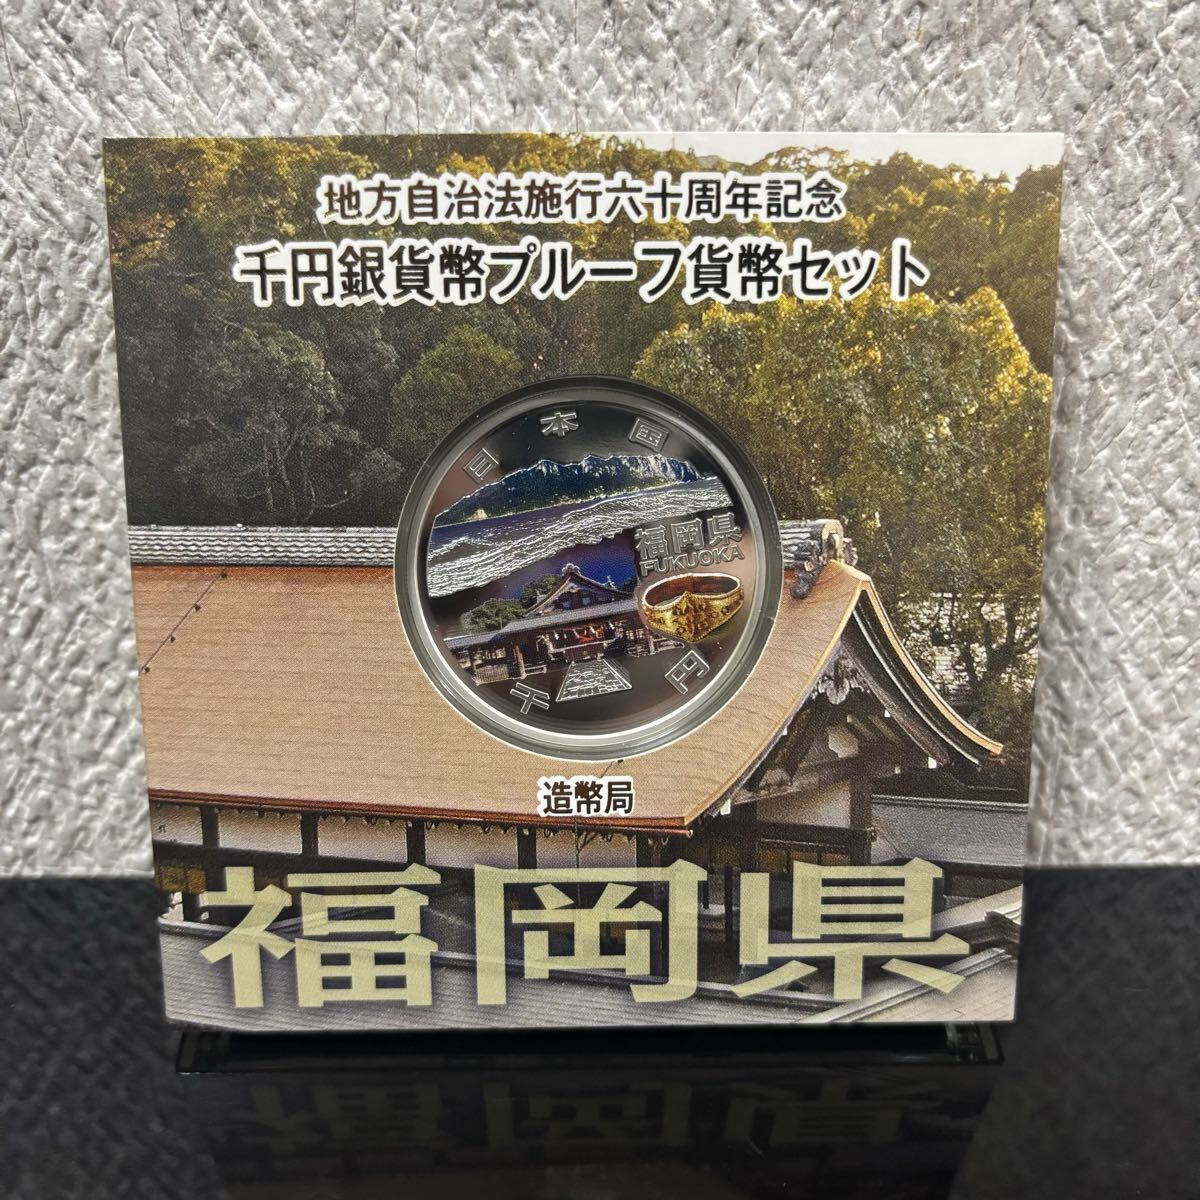 地方自治法施行六十周年記念
千円銀貨幣プルーフ貨幣セット
日本国
福岡県
FUKUOKA
千円
造幣局
福岡県